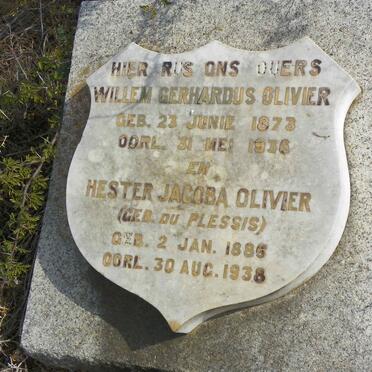 HIER RUS ONS OUERS
WILLEM GERHARDUS OLIVIER
GEB. 23 JUNIE 1873
OORL. 31 MEI 1936
EN
HESTER JACOBA OLIVIER
(GEB. DU PLESSIS)
GEB. 2 JAN. 1886
OORL. 30 AUG. 1938